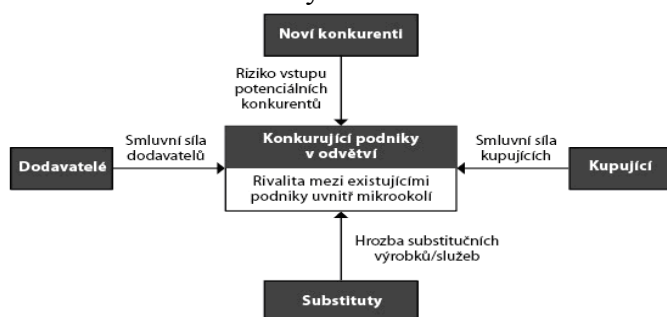 Noví konkurenti
Riziko vstupu
potenciálních
konkurentů
Smluvní síla
dodavatelů
Konkurující podniky
v odvětví
Smluvní síla
kupujících
Dodavatelé
Rivalita mezi existujícími
podniky uvnitř mikrookolí
Kupující
Hrozba substitučních
výrobků/služeb
Substituty